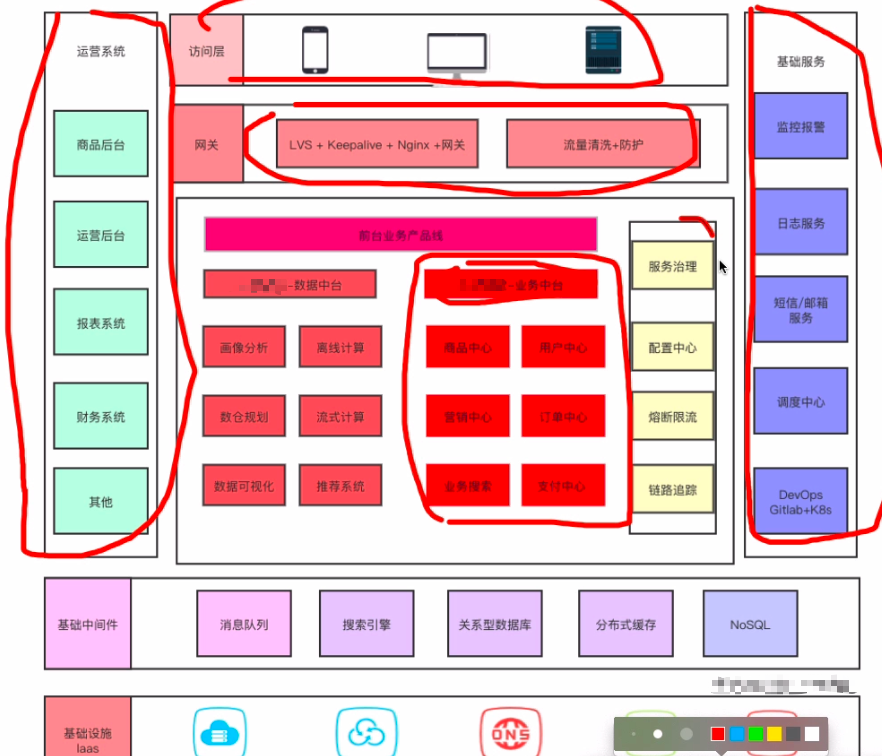 运营系统
商品后台
运营后台
报表系统
财务系统
其他
访问层
网关
LVS + Keepalive + Nginx +网关
流量清洗+防护
前台业务产品线
-数据中台
画像分析
离线计算
数仓规划
流式计算
数据可视化
推荐系统
-业务中台
商品中心
用户中心
营销中心
订单中心
业务搜索
支付中心
服务治理
配置中心
熔断限流
链路追踪
基础服务
监控报警
日志服务
短信/邮箱
服务
调度中心
DevOps
Gitlab+K8s
基础中间件
消息队列
搜索引擎
关系型数据库
分布式缓存
NoSQL
基础设施
Iaas
DNS